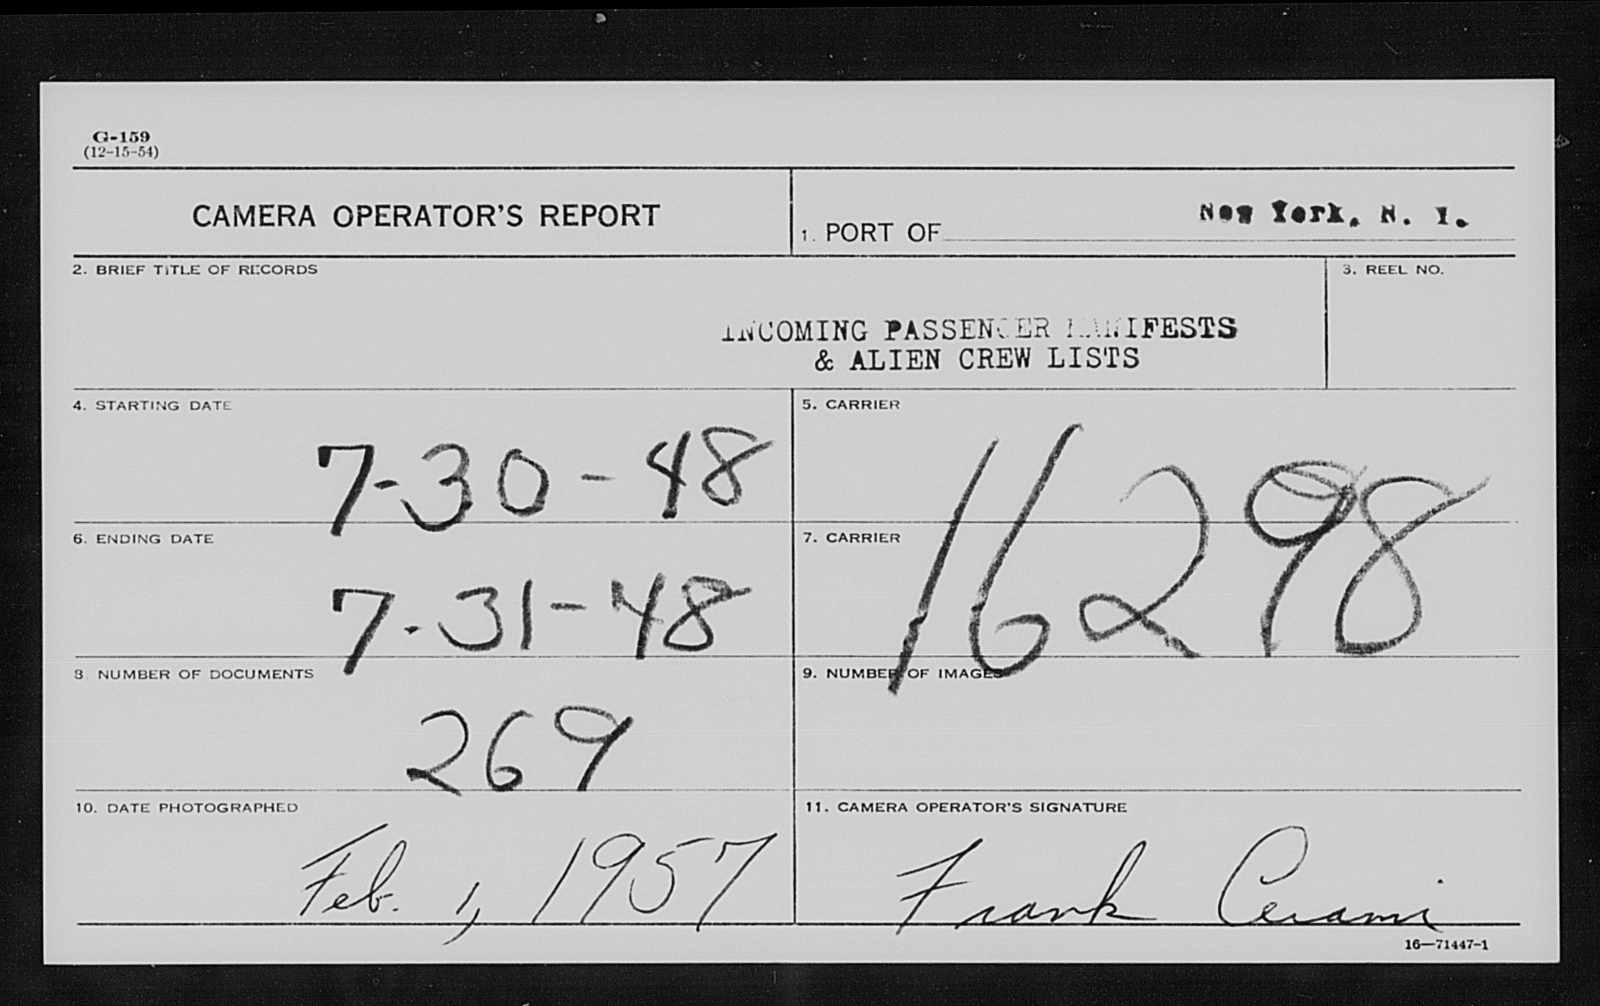 G-159
(12-15-54)
CAMERA OPERATOR'S REPORT
1. PORT OF New York, N. Y.
2. BRIEF TITLE OF RECORDS
3. REEL NO.
INCOMING PASSENGER MANIFESTS
& ALIEN CREW LISTS
4. STARTING DATE
7-30-48
5. CARRIER
16298
6. ENDING DATE
7-31-48
7. CARRIER
8. NUMBER OF DOCUMENTS
269
9. NUMBER OF IMAGES
10. DATE PHOTOGRAPHED
Feb. 1, 1957
11. CAMERA OPERATOR'S SIGNATURE
Frank Cerami
16—71447-1